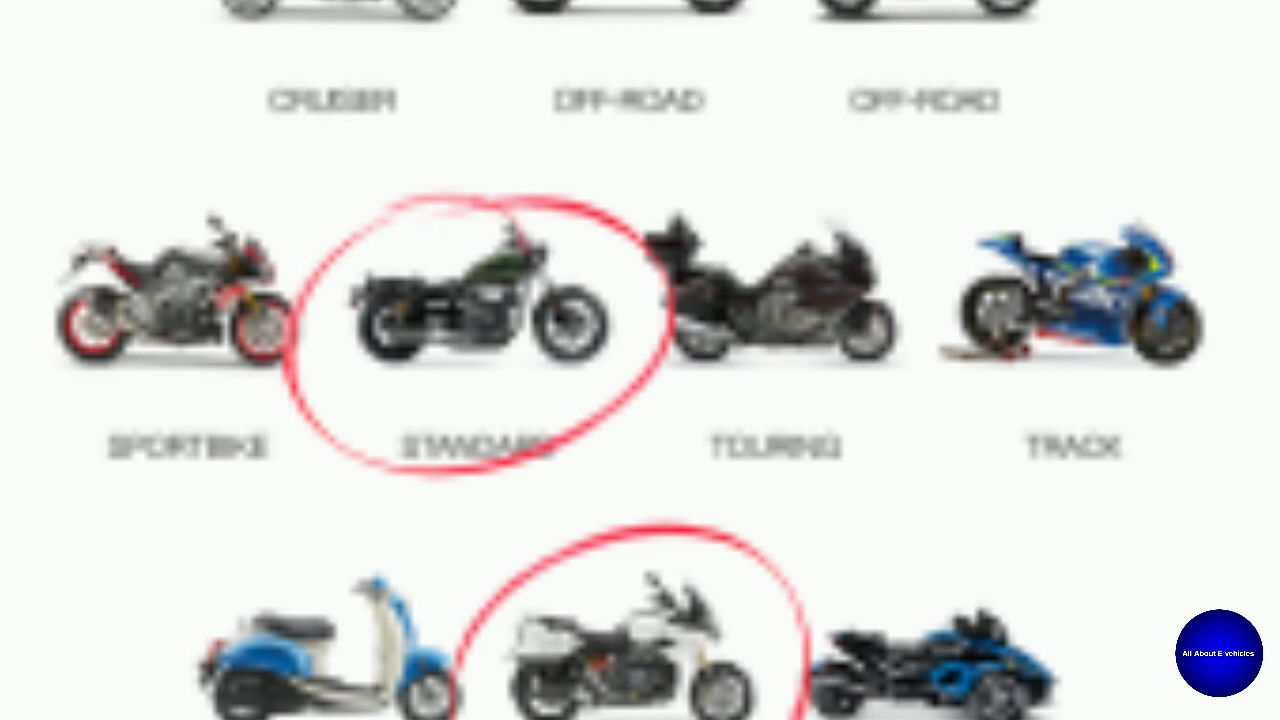 CRUISER OFF-ROAD OFF-ROAD
SPORTBIKE STANDARD TOURING TRACK
All About E vehicles